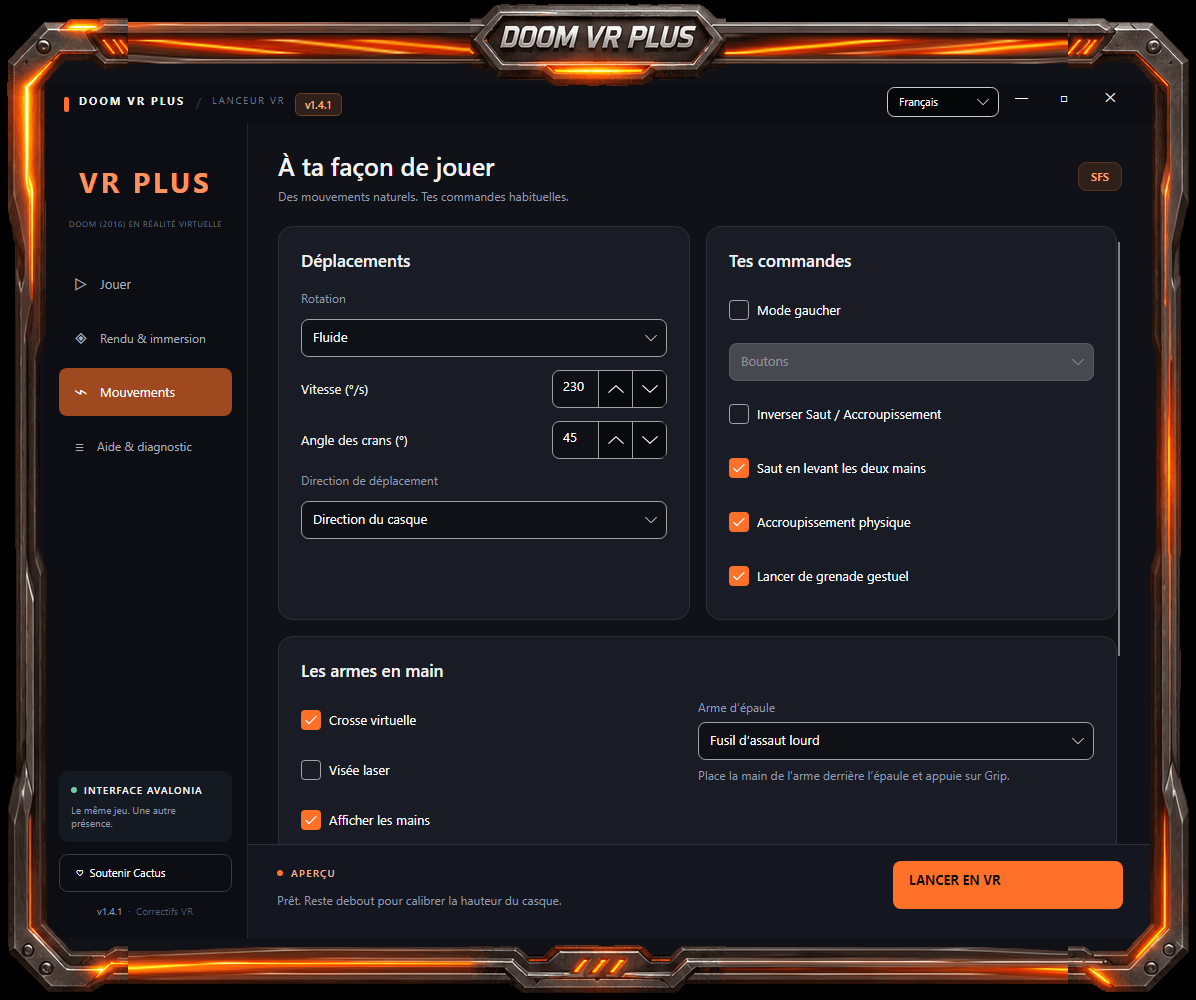 DOOM VR PLUS
DOOM VR PLUS / LANCEUR VR v1.4.1
Français
VR PLUS
DOOM (2016) EN RÉALITÉ VIRTUELLE
Jouer
Rendu & immersion
Mouvements
Aide & diagnostic
INTERFACE AVALONIA
Le même jeu. Une autre
présence.
Soutenir Cactus
v1.4.1 · Correctifs VR
À ta façon de jouer
Des mouvements naturels. Tes commandes habituelles.
SFS
Déplacements
Rotation
Fluide
Vitesse (°/s) 230
Angle des crans (°) 45
Direction de déplacement
Direction du casque
Tes commandes
Mode gaucher
Boutons
Inverser Saut / Accroupissement
Saut en levant les deux mains
Accroupissement physique
Lancer de grenade gestuel
Les armes en main
Crosse virtuelle
Visée laser
Afficher les mains
Arme d'épaule
Fusil d'assaut lourd
Place la main de l'arme derrière l'épaule et appuie sur Grip.
APERÇU
Prêt. Reste debout pour calibrer la hauteur du casque.
LANCER EN VR